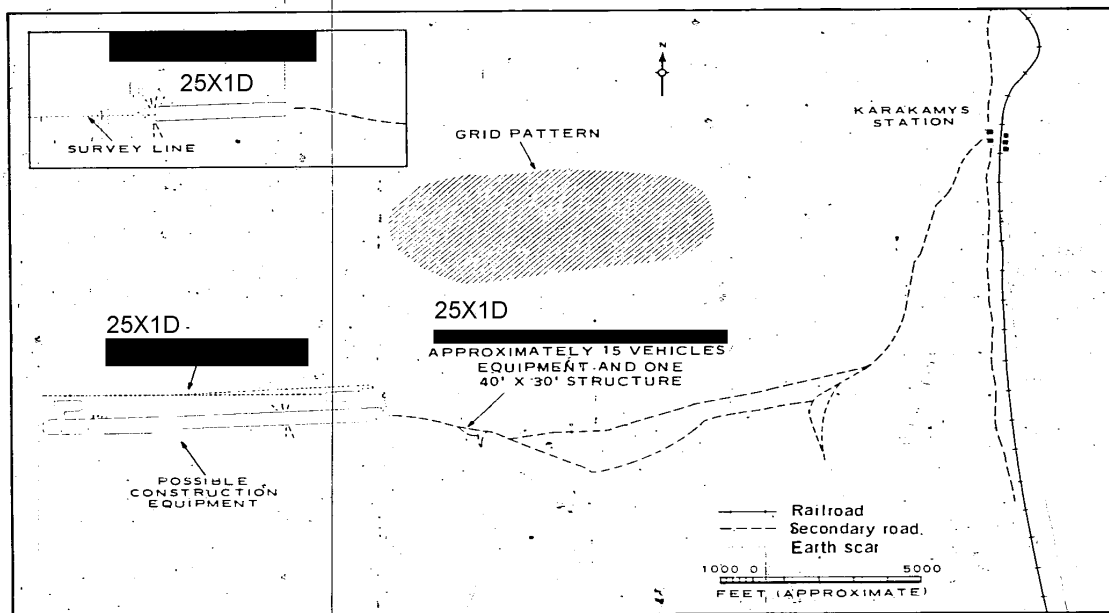 25X1D
SURVEY LINE
N
GRID PATTERN
KARAKAMYS
STATION
25X1D
25X1D
APPROXIMATELY 15 VEHICLES
EQUIPMENT AND ONE
40' X 30' STRUCTURE
POSSIBLE
CONSTRUCTION
EQUIPMENT
Railroad
Secondary road.
Earth scar
1000 0 5000
FEET (APPROXIMATE)